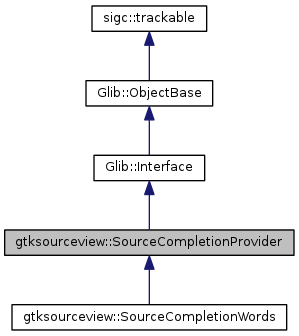 sigc::trackable
Glib::ObjectBase
Glib::Interface
gtksourceview::SourceCompletionProvider
gtksourceview::SourceCompletionWords